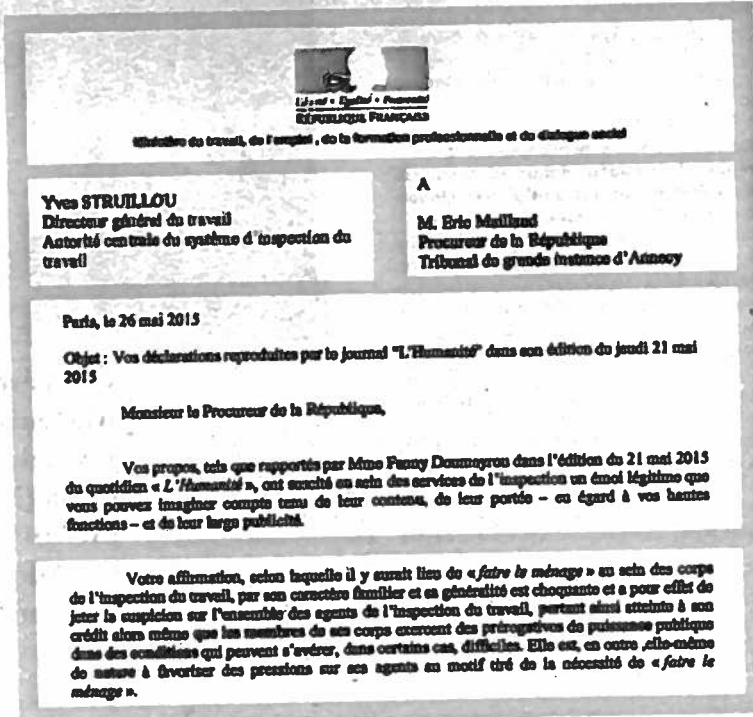 Liberté • Égalité • Fraternité
RÉPUBLIQUE FRANÇAISE
Ministère du travail, de l'emploi , de la formation professionnelle et du dialogue social
Yves STRUILLOU
Directeur général du travail
Autorité centrale du système d'inspection du
travail
A
M. Eric Maillaud
Procureur de la République
Tribunal de grande instance d'Annecy
Paris, le 26 mai 2015
Objet : Vos déclarations reproduites par le journal "L'Humanité" dans son édition du jeudi 21 mai
2015
Monsieur le Procureur de la République,
Vos propos, tels que rapportés par Mme Fanny Doumayrou dans l'édition du 21 mai 2015
du quotidien « L'Humanité », ont suscité au sein des services de l'inspection un émoi légitime que
vous pouvez imaginer compte tenu de leur contenu, de leur portée – eu égard à vos hautes
fonctions – et de leur large publicité.
Votre affirmation, selon laquelle il y aurait lieu de « faire le ménage » au sein des corps
de l'inspection du travail, par son caractère familier et sa généralité est choquante et a pour effet de
jeter la suspicion sur l'ensemble des agents de l'inspection du travail, portant ainsi atteinte à son
crédit alors même que les membres de ses corps exercent des prérogatives de puissance publique
dans des conditions qui peuvent s'avérer, dans certains cas, difficiles. Elle est, en outre ,elle-même
de nature à favoriser des pressions sur ses agents au motif tiré de la nécessité de « faire le
ménage ».